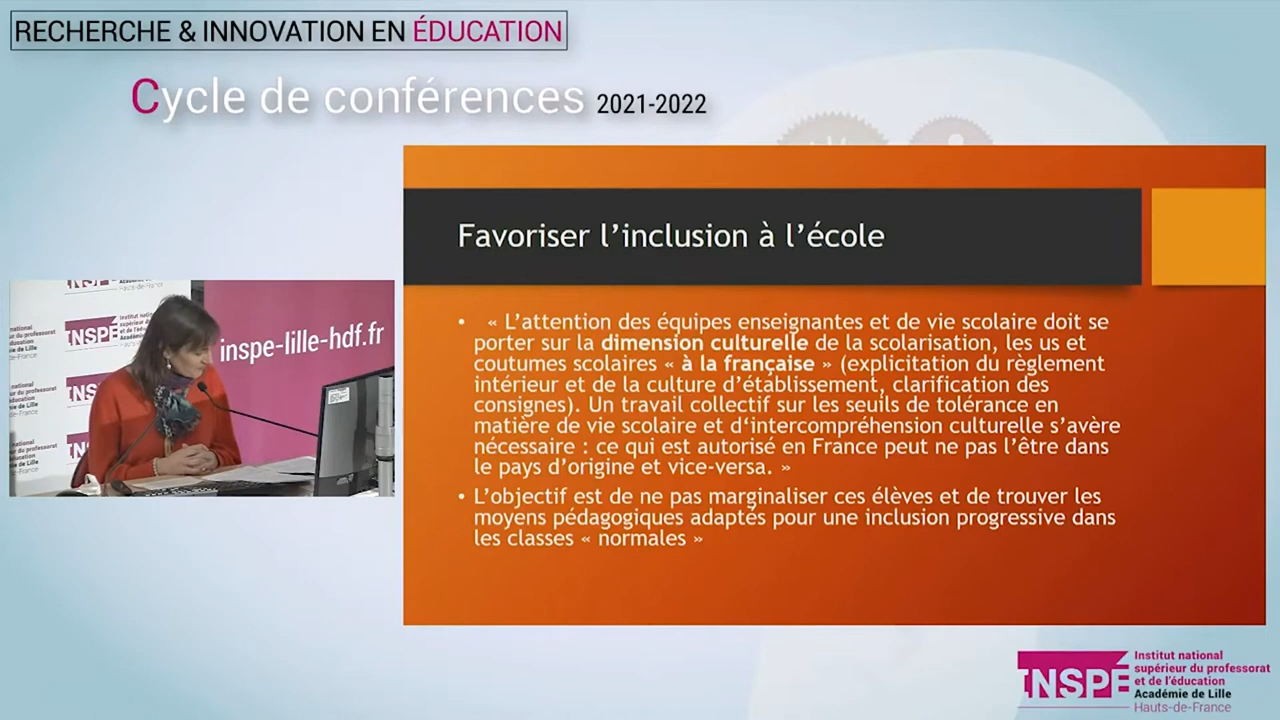 RECHERCHE & INNOVATION EN ÉDUCATION
Cycle de conférences 2021-2022
Favoriser l’inclusion à l’école
• « L’attention des équipes enseignantes et de vie scolaire doit se
porter sur la dimension culturelle de la scolarisation, les us et
coutumes scolaires « à la française » (explicitation du règlement
intérieur et de la culture d’établissement, clarification des
consignes). Un travail collectif sur les seuils de tolérance en
matière de vie scolaire et d‘intercompréhension culturelle s’avère
nécessaire : ce qui est autorisé en France peut ne pas l’être dans
le pays d’origine et vice-versa. »
• L’objectif est de ne pas marginaliser ces élèves et de trouver les
moyens pédagogiques adaptés pour une inclusion progressive dans
les classes « normales »
INSPÉ
inspe-lille-hdf.fr
INSPÉ
Institut national
supérieur du professorat
et de l’éducation
Académie de Lille
Hauts-de-France